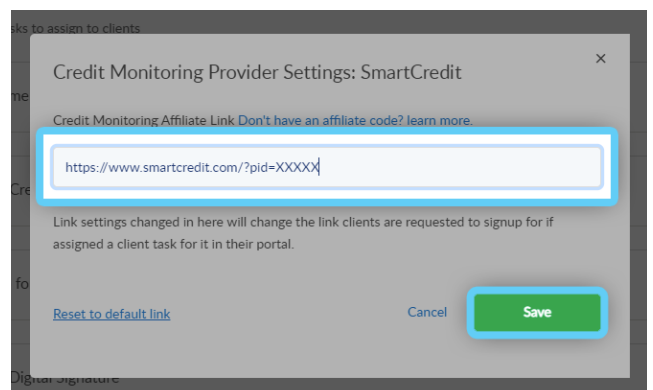 sks to assign to clients
Credit Monitoring Provider Settings: SmartCredit
×
me
Credit Monitoring Affiliate Link Don't have an affiliate code? learn more.
https://www.smartcredit.com/?pid=XXXXX
Cre
Link settings changed in here will change the link clients are requested to signup for if
assigned a client task for it in their portal.
fo
Reset to default link
Cancel
Save
Digital Signature